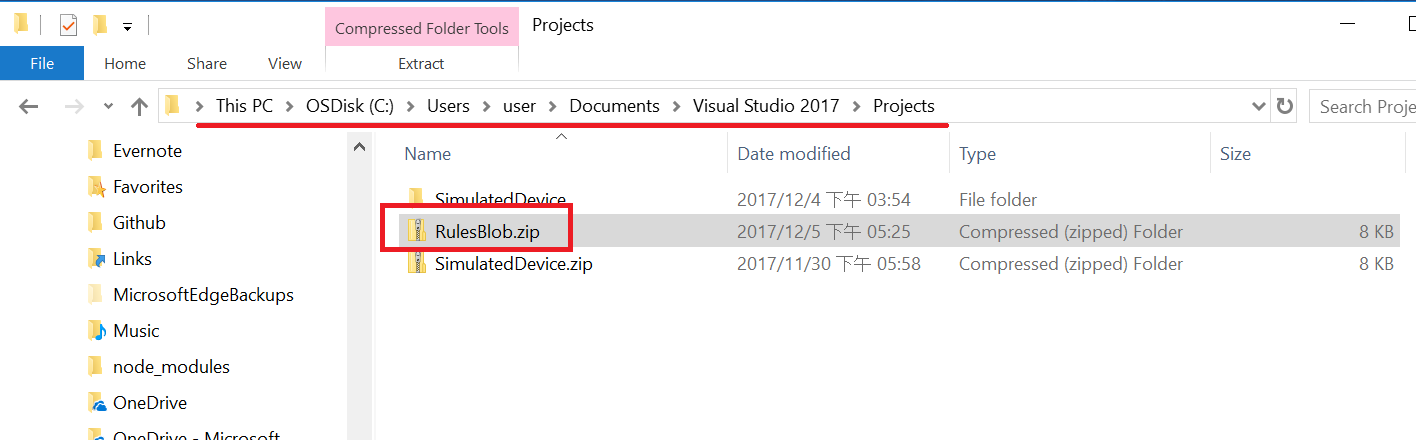 Compressed Folder Tools Projects
File Home Share View Extract
This PC OSDisk (C:) Users user Documents Visual Studio 2017 Projects Search Proje
Evernote
Favorites
Github
Links
MicrosoftEdgeBackups
Music
node_modules
OneDrive
OneDrive - Microsoft
Name Date modified Type Size
SimulatedDevice 2017/12/4 下午 03:54 File folder
RulesBlob.zip 2017/12/5 下午 05:25 Compressed (zipped) Folder 8 KB
SimulatedDevice.zip 2017/11/30 下午 05:58 Compressed (zipped) Folder 8 KB